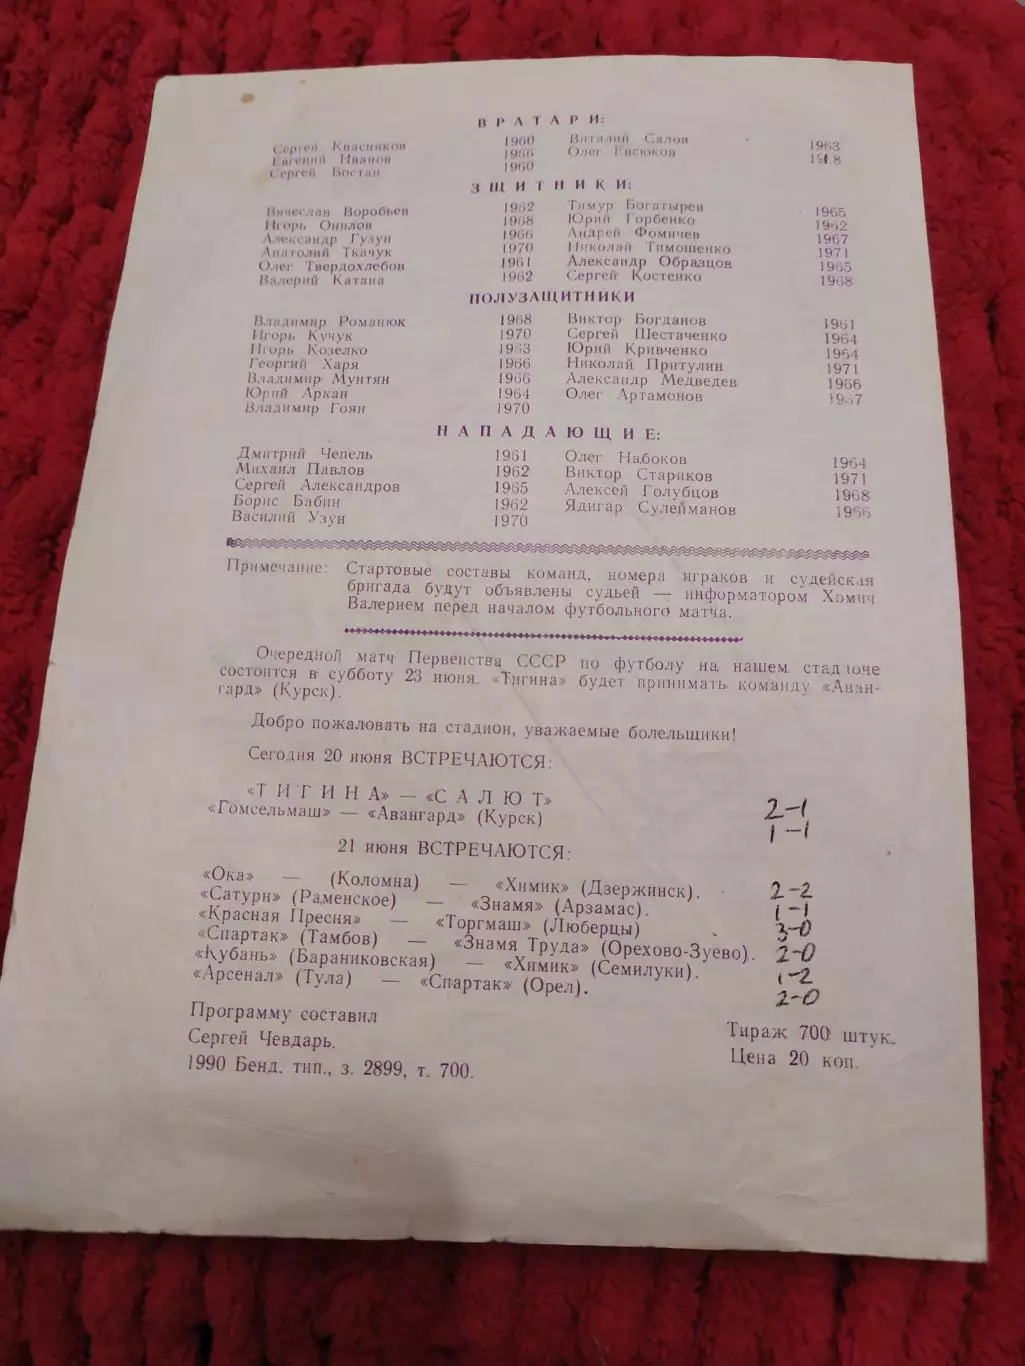 ВРАТАРИ:
Сергей Квасников 1960 Виталий Салов 1963
Евгений Иванов 1966 Олег Евсюков
Сергей Бостан 1960
ЗЩИТНИКИ:
Вячеслав Воробьев 1962 Тимур Богатырев 1965
Игорь Онилов 1968 Юрий Горбенко 1962
Александр Гузун 1966 Андрей Фомичев 1967
Анатолий Ткачук 1970 Николай Тимошенко 1971
Олег Твердохлебов 1961 Александр Образцов 1965
Валерий Катана 1962 Сергей Костенко 1968
ПОЛУЗАЩИТНИКИ
Владимир Романюк 1968 Виктор Богданов 1961
Игорь Кучук 1970 Сергей Шестаченко 1964
Игорь Козелко 1963 Юрий Кривченко 1964
Георгий Харя 1966 Николай Притулин 1971
Владимир Мунтян 1966 Александр Медведев 1966
Юрий Аркан 1964 Олег Артамонов 1967
Владимир Гоян 1970
НАПАДАЮЩИЕ:
Дмитрий Чепель 1961 Олег Набоков 1964
Михаил Павлов 1962 Виктор Стариков 1971
Сергей Александров 1965 Алексей Голубцов 1968
Борис Бабин 1962 Ядигар Сулейманов 1966
Василий Узун 1970
Примечание: Стартовые составы команд, номера играков и судейская
бригада будут объявлены судьей — информатором Хомич
Валерием перед началом футбольного матча.
Очередной матч Первенства СССР по футболу на нашем стадионе
состоится в субботу 23 июня. «Тигина» будет принимать команду «Аван-
гард» (Курск).
Добро пожаловать на стадион, уважаемые болельщики!
Сегодня 20 июня ВСТРЕЧАЮТСЯ:
«ТИГИНА» — «САЛЮТ» 2-1
«Гомсельмаш» — «Авангард» (Курск) 1-1
21 июня ВСТРЕЧАЮТСЯ:
«Ока» — (Коломна) — «Химик» (Дзержинск). 2-2
«Сатурн» (Раменское) — «Знамя» (Арзамас). 1-1
«Красная Пресня» — «Торгмаш» (Люберцы) 3-0
«Спартак» (Тамбов) — «Знамя Труда» (Орехово-Зуево). 2-0
«Кубань» (Бараниковская) — «Химик» (Семилуки). 1-2
«Арсенал» (Тула) — «Спартак» (Орел). 2-0
Программу составил
Сергей Чевдарь. Тираж 700 штук.
1990 Бенд. тип., з. 2899, т. 700. Цена 20 коп.